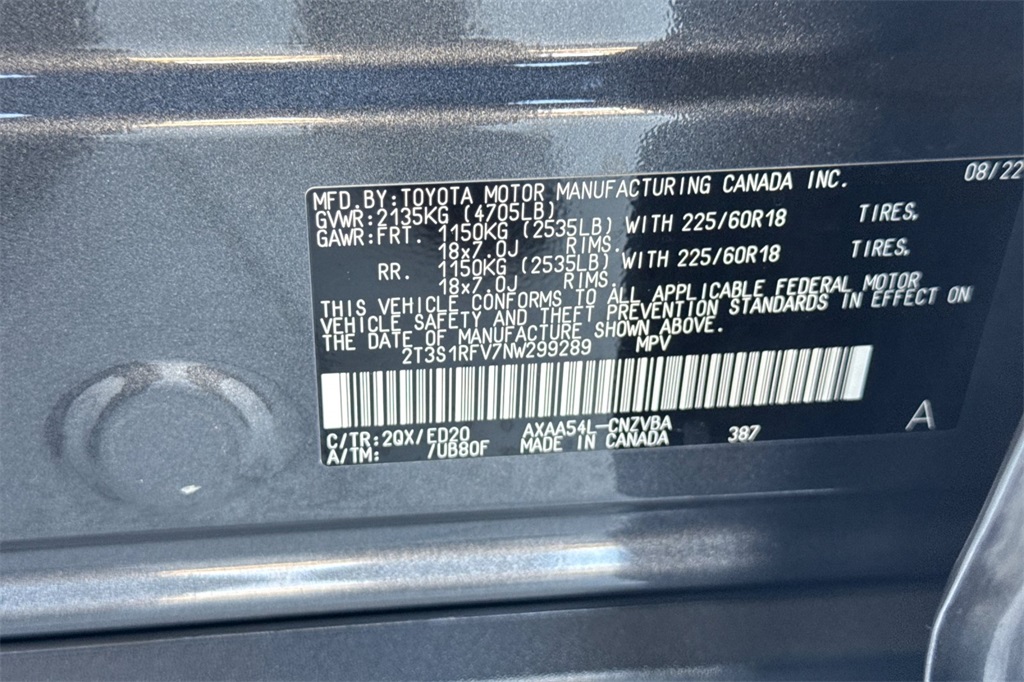 MFD.BY:TOYOTA MOTOR MANUFACTURING CANADA INC. 08/22
GVWR:2135KG (4705LB)
GAWR:FRT. 1150KG (2535LB) WITH 225/60R18 TIRES.
18x7.0J RIMS.
RR. 1150KG (2535LB) WITH 225/60R18 TIRES.
18x7.0J RIMS.
THIS VEHICLE CONFORMS TO ALL APPLICABLE FEDERAL MOTOR
VEHICLE SAFETY AND THEFT PREVENTION STANDARDS IN EFFECT ON
THE DATE OF MANUFACTURE SHOWN ABOVE.
2T3S1RFV7NW299289 MPV
C/TR:2QX/ED20 AXAA54L-CNZVBA 387 A
A/TM: 7UB80F MADE IN CANADA